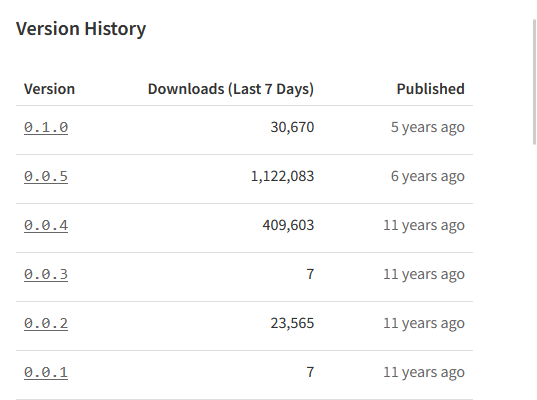 Version History
Version Downloads (Last 7 Days) Published
0.1.0 30,670 5 years ago
0.0.5 1,122,083 6 years ago
0.0.4 409,603 11 years ago
0.0.3 7 11 years ago
0.0.2 23,565 11 years ago
0.0.1 7 11 years ago